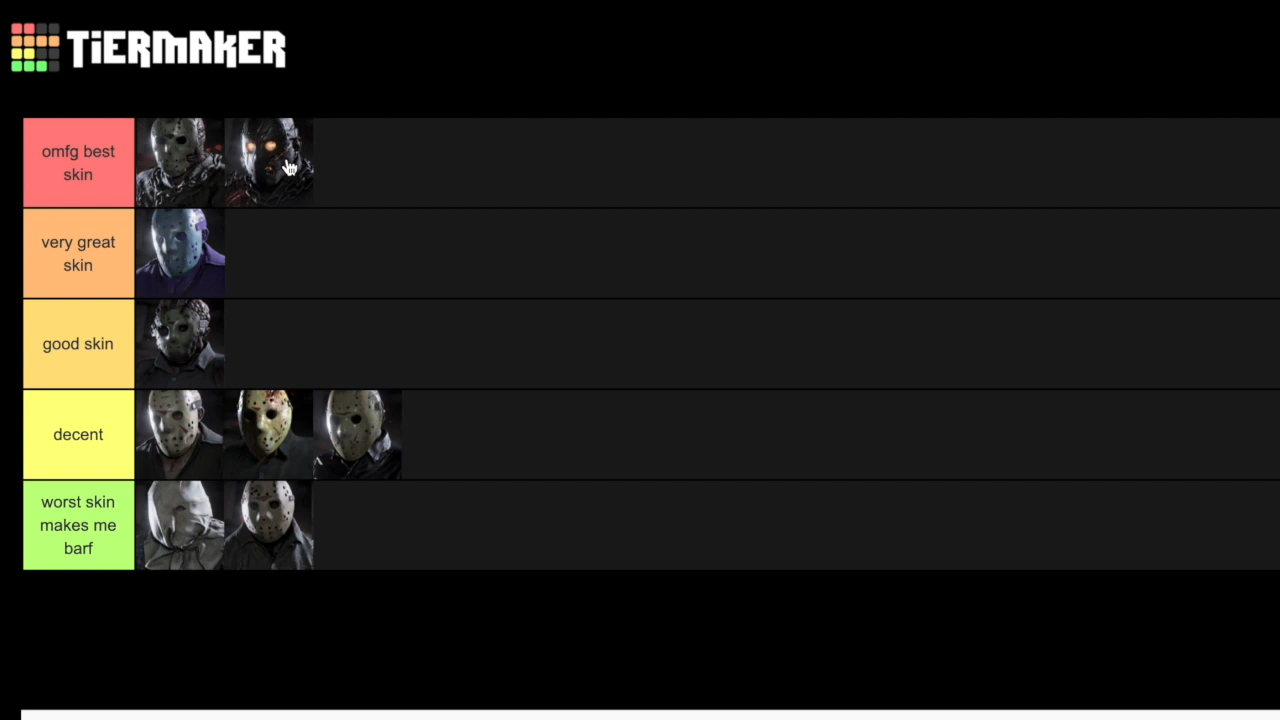 TiERMAKER
omfg best
skin
very great
skin
good skin
decent
worst skin
makes me
barf